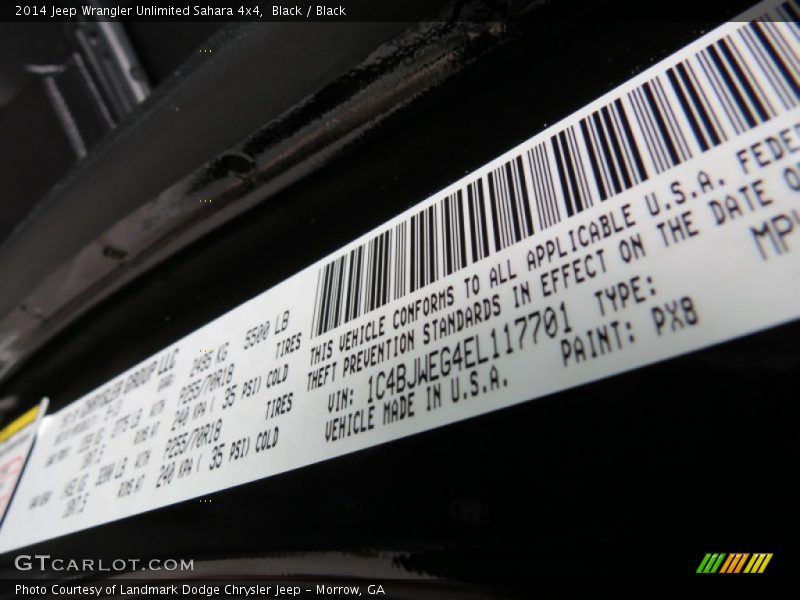 2014 Jeep Wrangler Unlimited Sahara 4x4, Black / Black
CHRYSLER GROUP LLC
2495 KG 5500 LB
P255/70R18 TIRES
240 KPA ( 35 PSI) COLD
P255/70R18 TIRES
240 KPA ( 35 PSI) COLD
THIS VEHICLE CONFORMS TO ALL APPLICABLE U.S.A.
THEFT PREVENTION STANDARDS IN EFFECT ON THE DATE
VIN: 1C4BJWEG4EL117701 TYPE:
VEHICLE MADE IN U.S.A. PAINT: PX8
GTCARLOT.COM
Photo Courtesy of Landmark Dodge Chrysler Jeep - Morrow, GA